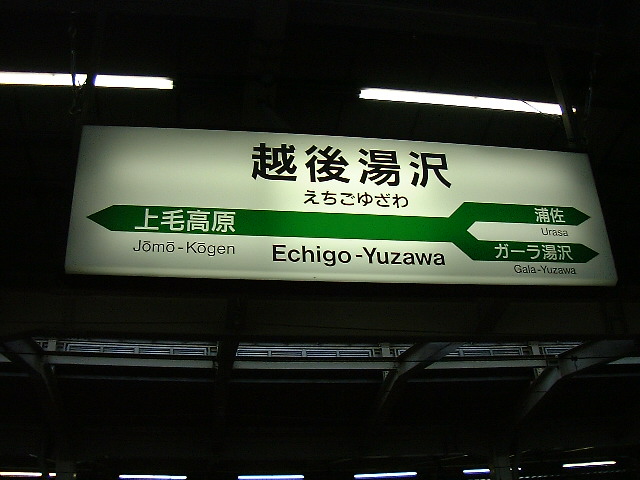 越後湯沢
えちごゆざわ
上毛高原
Jōmō-Kōgen
Echigo-Yuzawa
浦佐
Urasa
ガーラ湯沢
Gala-Yuzawa